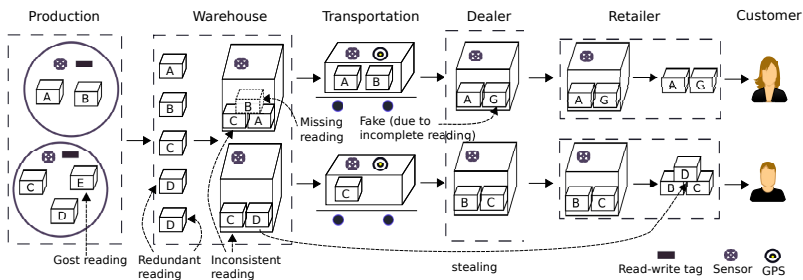 Production Warehouse Transportation Dealer Retailer Customer
A B
A
B
C
D
D
B
C A
A B
A G
A G
A G
C E
D
C D
C
B C
B C
D
D C
Missing
reading
Fake (due to
incomplete reading)
Gost reading
Redundant
reading
Inconsistent
reading
stealing
Read-write tag Sensor GPS